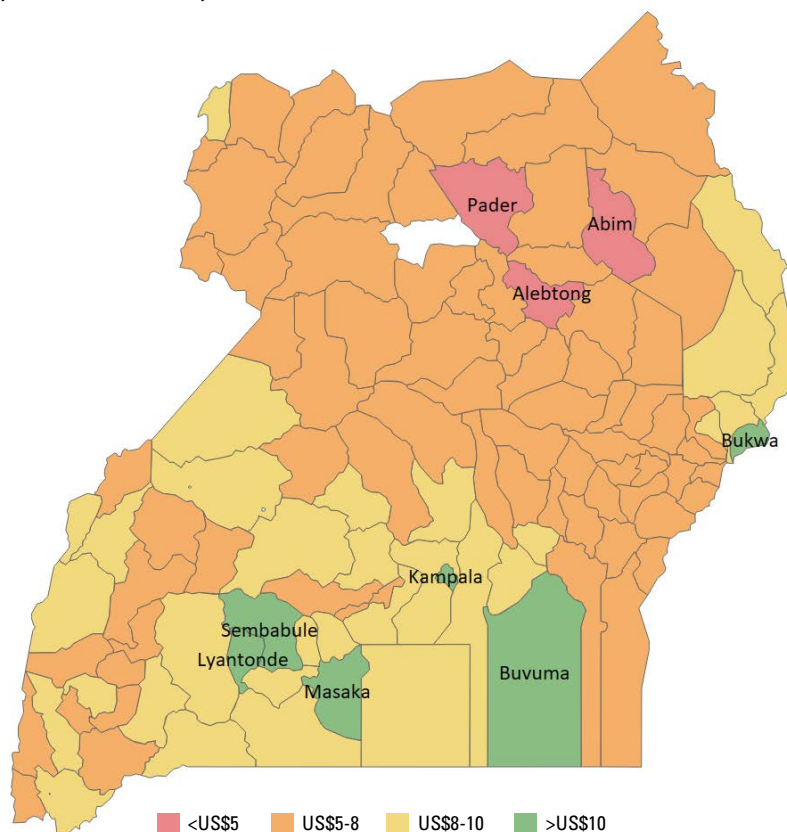 Pader
Abim
Alebtong
Bukwa
Kampala
Sembabule
Lyantonde
Masaka
Buvuma
<US$5 US$5-8 US$8-10 >US$10